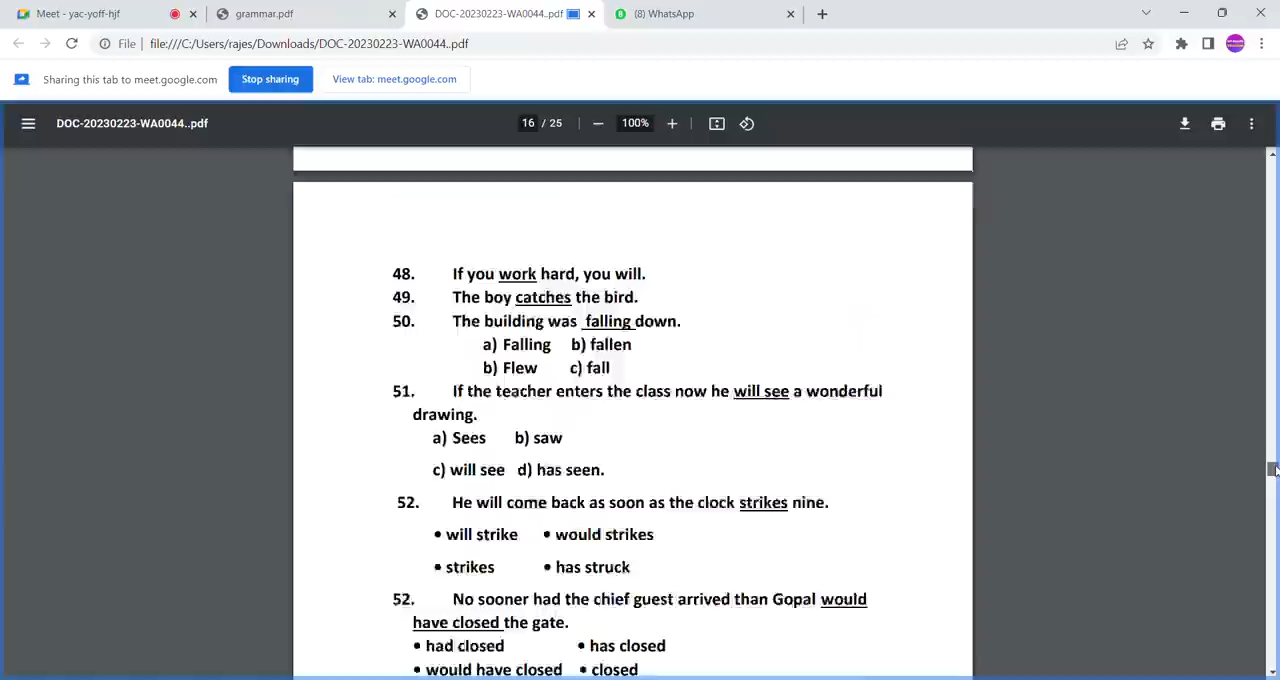 Meet - yac-yoff-hjf
grammar.pdf
DOC-20230223-WA0044..pdf
(8) WhatsApp
File
file:///C:/Users/rajes/Downloads/DOC-20230223-WA0044..pdf
Sharing this tab to meet.google.com
Stop sharing
View tab: meet.google.com
DOC-20230223-WA0044..pdf
16 / 25
100%
48. If you work hard, you will.
49. The boy catches the bird.
50. The building was falling down.
a) Falling b) fallen
b) Flew c) fall
51. If the teacher enters the class now he will see a wonderful
drawing.
a) Sees b) saw
c) will see d) has seen.
52. He will come back as soon as the clock strikes nine.
• will strike • would strikes
• strikes • has struck
52. No sooner had the chief guest arrived than Gopal would
have closed the gate.
• had closed • has closed
• would have closed • closed